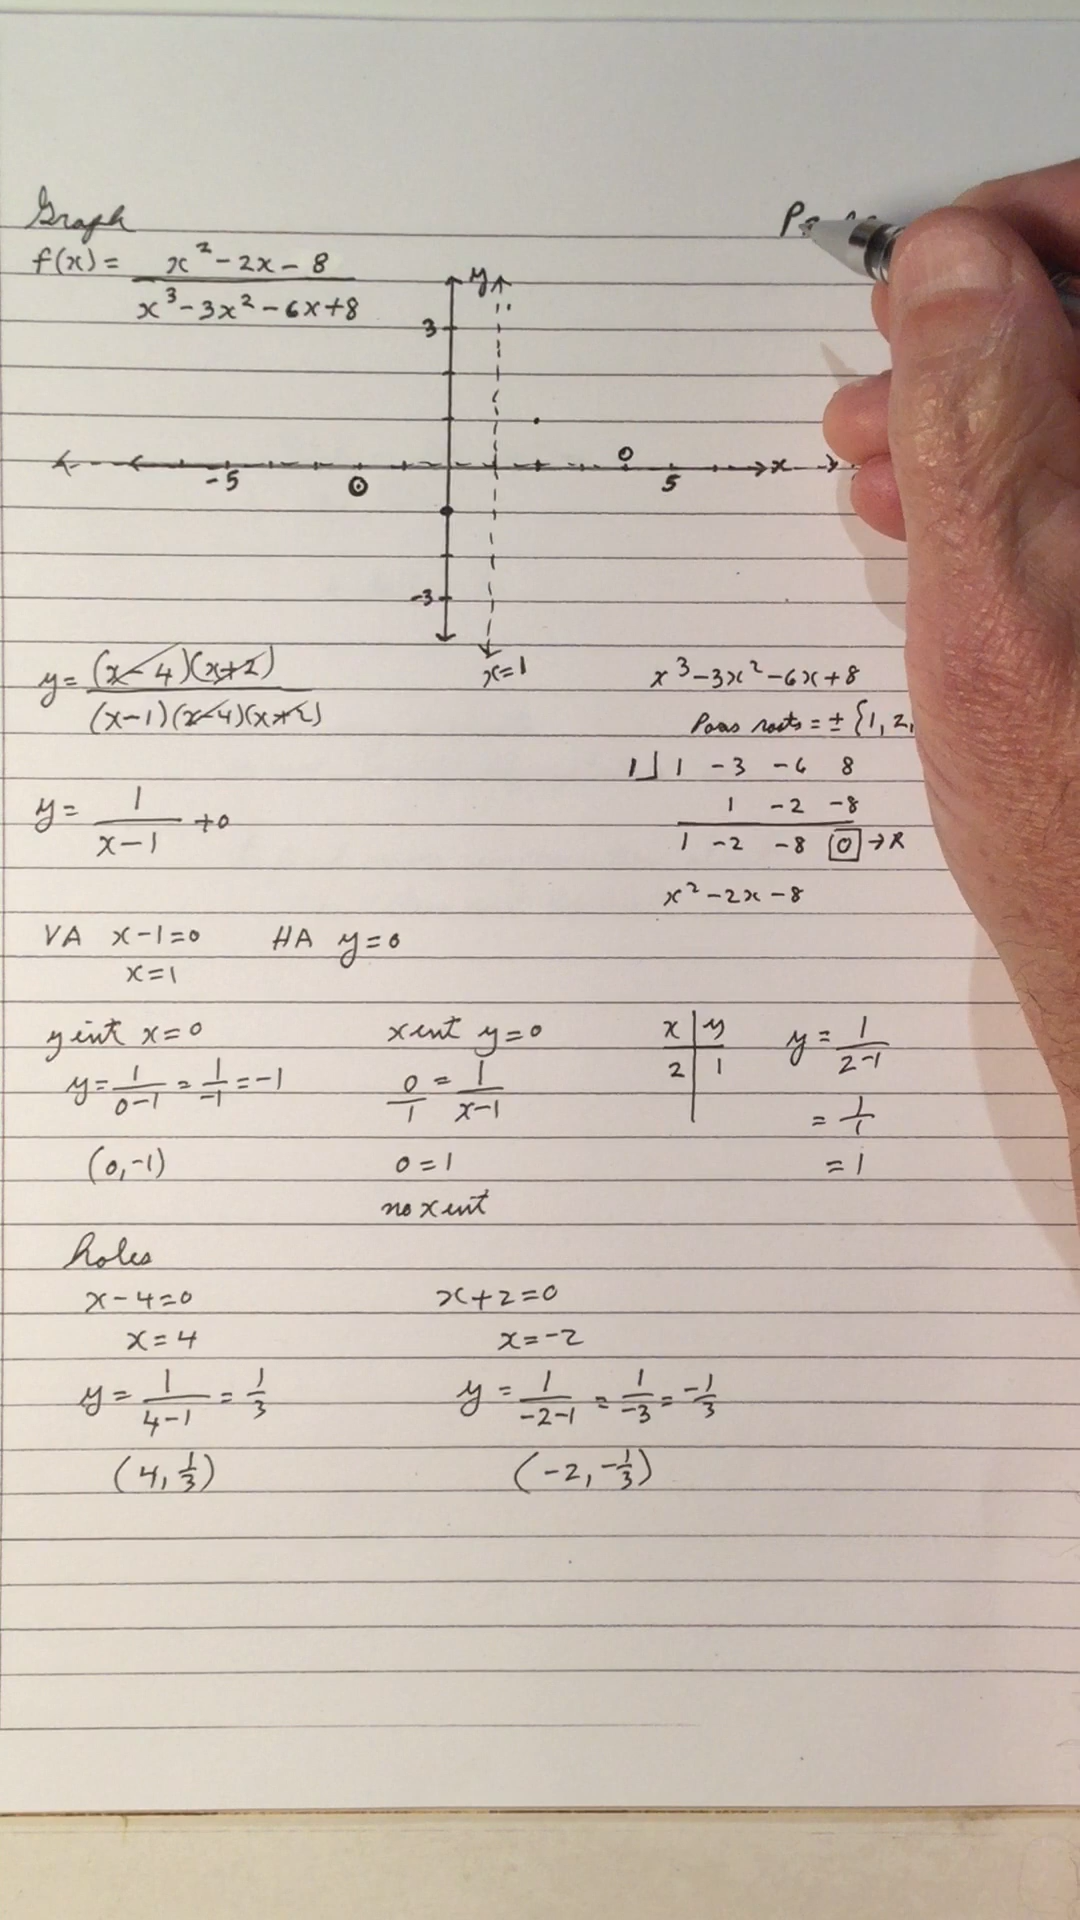 Graph
f(x) = x² - 2x - 8 / x³ - 3x² - 6x + 8
y
3
-5 0 5 x
-3
x=1
y = (x-4)(x+2) / (x-1)(x-4)(x+2)
x³ - 3x² - 6x + 8
Poss roots = ± {1, 2,
1 | 1 -3 -6 8
1 -2 -8
1 -2 -8 0 → R
x² - 2x - 8
y = 1 / x-1 + 0
VA x-1=0 HA y=0
x=1
y int x=0
y = 1/0-1 = 1/-1 = -1
(0,-1)
x int y=0
0/1 = 1/x-1
0=1
no x int
x y
2 1
y = 1/2-1
= 1/1
= 1
holes
x-4=0
x=4
y = 1/4-1 = 1/3
(4, 1/3)
x+2=0
x=-2
y = 1/-2-1 = 1/-3 = -1/3
(-2, -1/3)